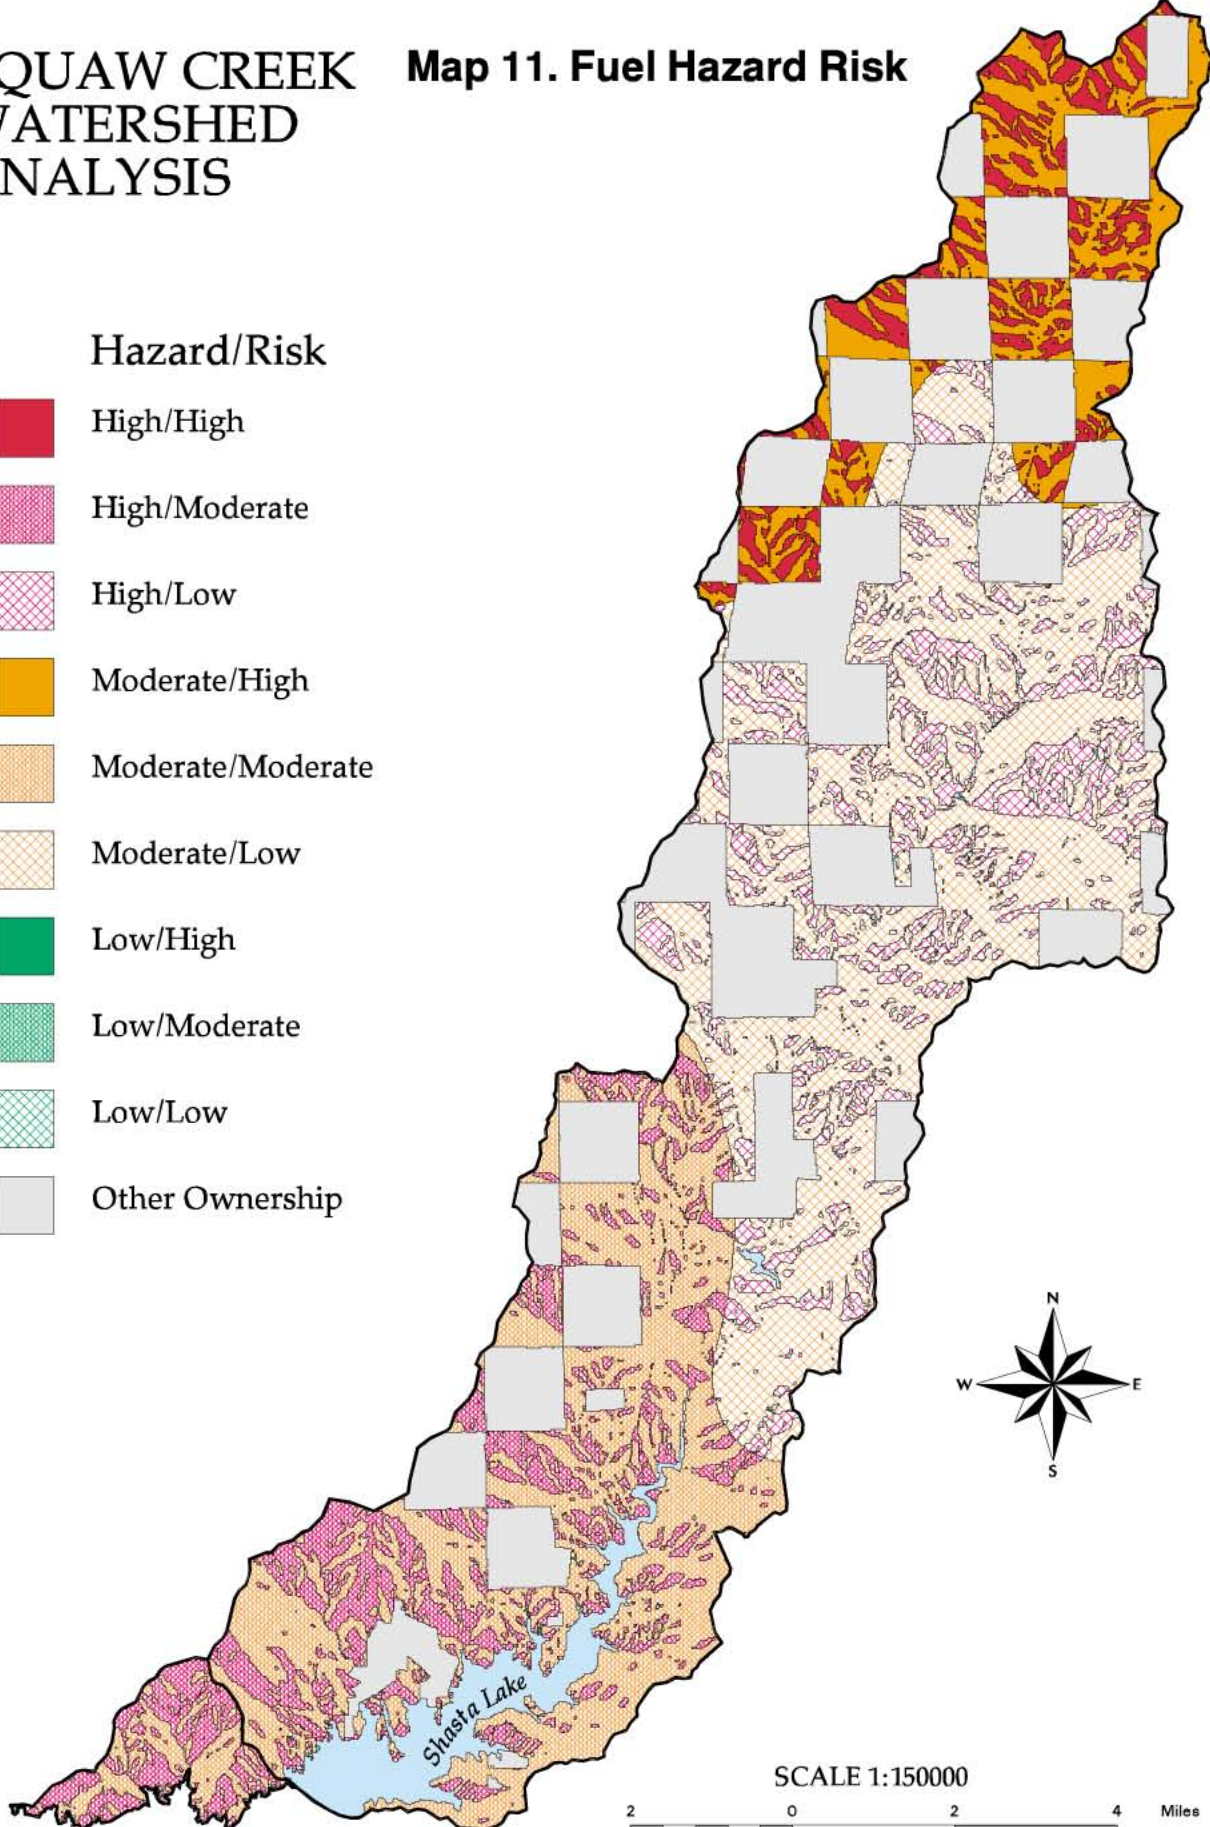 QUAW CREEK
WATERSHED
NALYSIS
Map 11. Fuel Hazard Risk
Hazard/Risk
High/High
High/Moderate
High/Low
Moderate/High
Moderate/Moderate
Moderate/Low
Low/High
Low/Moderate
Low/Low
Other Ownership
N
W
E
S
Shasta Lake
SCALE 1:150000
2 0 2 4 Miles